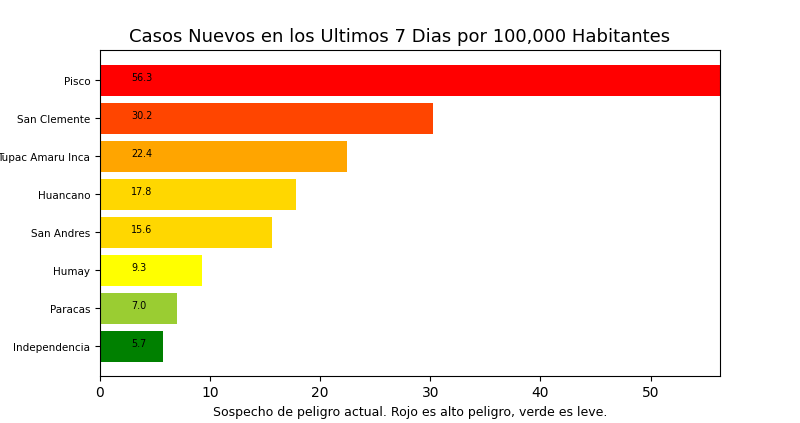 Casos Nuevos en los Ultimos 7 Dias por 100,000 Habitantes
Pisco 56.3
San Clemente 30.2
Tupac Amaru Inca 22.4
Huancano 17.8
San Andres 15.6
Humay 9.3
Paracas 7.0
Independencia 5.7
0 10 20 30 40 50
Sospecho de peligro actual. Rojo es alto peligro, verde es leve.